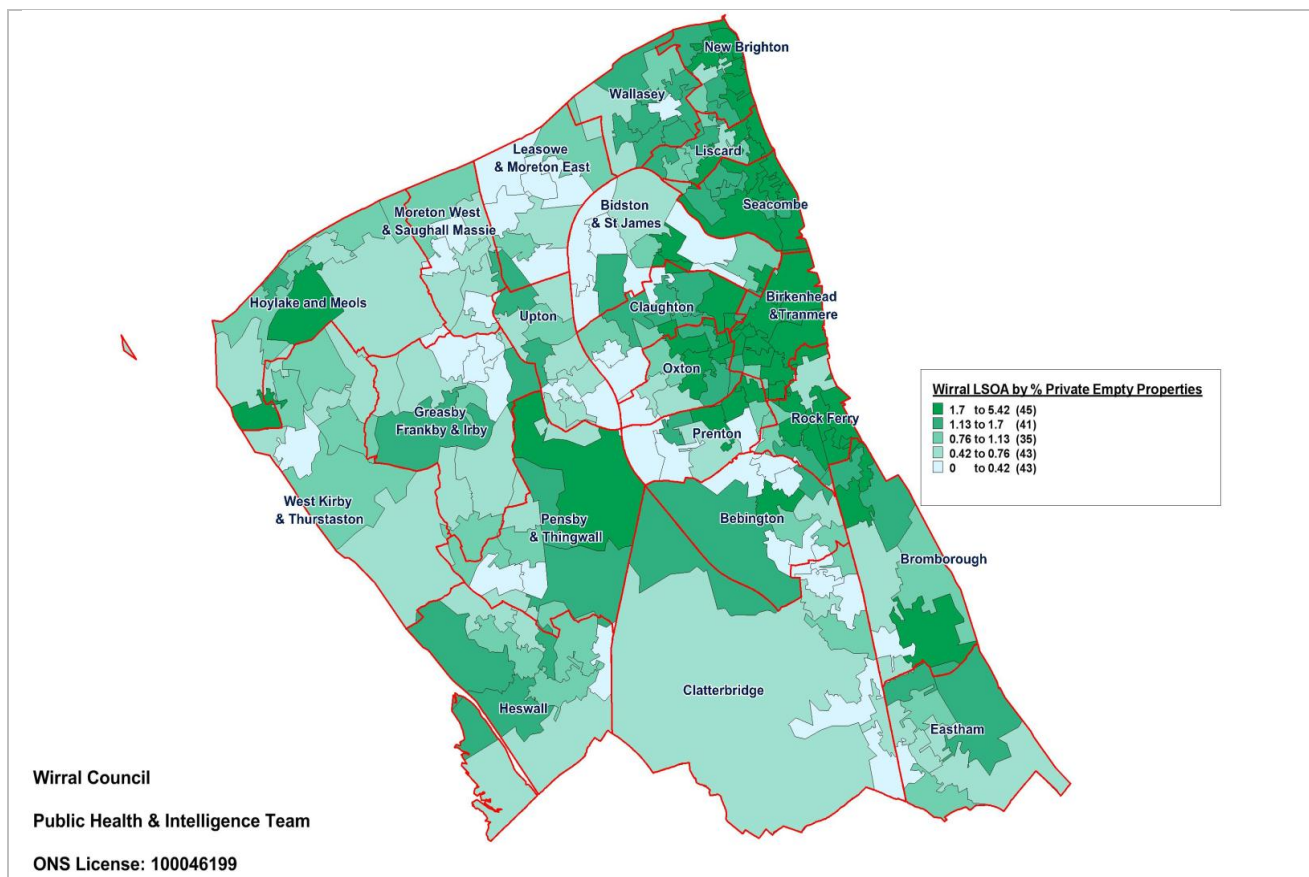 New Brighton
Wallasey
Leasowe
& Moreton East
Liscard
Bidston
& St James
Seacombe
Moreton West
& Saughall Massie
Hoylake and Meols
Upton
Claughton
Birkenhead
&Tranmere
Oxton
Greasby
Frankby & Irby
Prenton
Rock Ferry
West Kirby
& Thurstaston
Pensby
& Thingwall
Bebington
Bromborough
Clatterbridge
Heswall
Eastham
Wirral LSOA by % Private Empty Properties
1.7 to 5.42 (45)
1.13 to 1.7 (41)
0.76 to 1.13 (35)
0.42 to 0.76 (43)
0 to 0.42 (43)
Wirral Council
Public Health & Intelligence Team
ONS License: 100046199